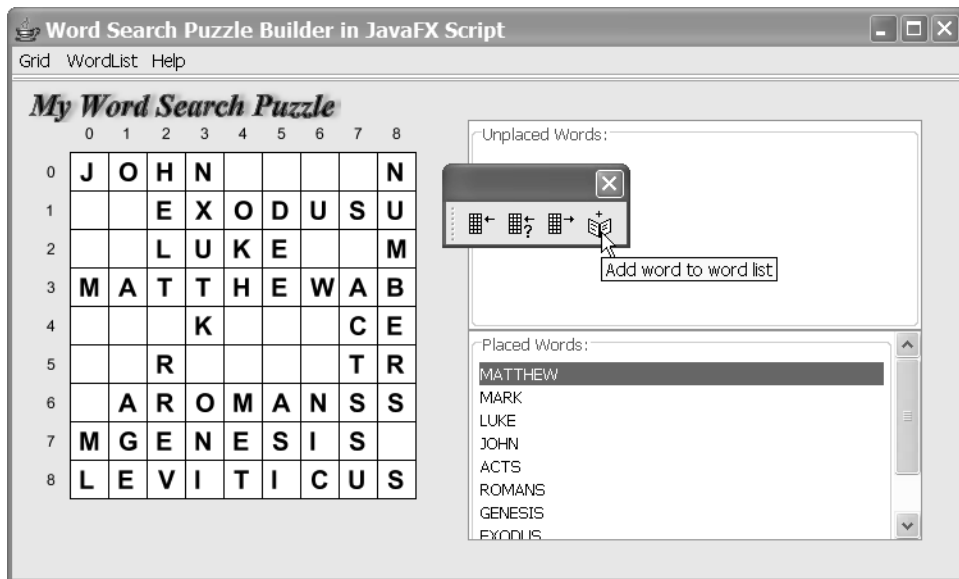 Word Search Puzzle Builder in JavaFX Script
Grid WordList Help
My Word Search Puzzle
0 1 2 3 4 5 6 7 8
0 J O H N N
1 E X O D U S U
2 L U K E M
3 M A T T H E W A B
4 K C E
5 R T R
6 A R O M A N S S
7 M G E N E S I S
8 L E V I T I C U S
Unplaced Words:
?
Add word to word list
Placed Words:
MATTHEW
MARK
LUKE
JOHN
ACTS
ROMANS
GENESIS
EXODUS